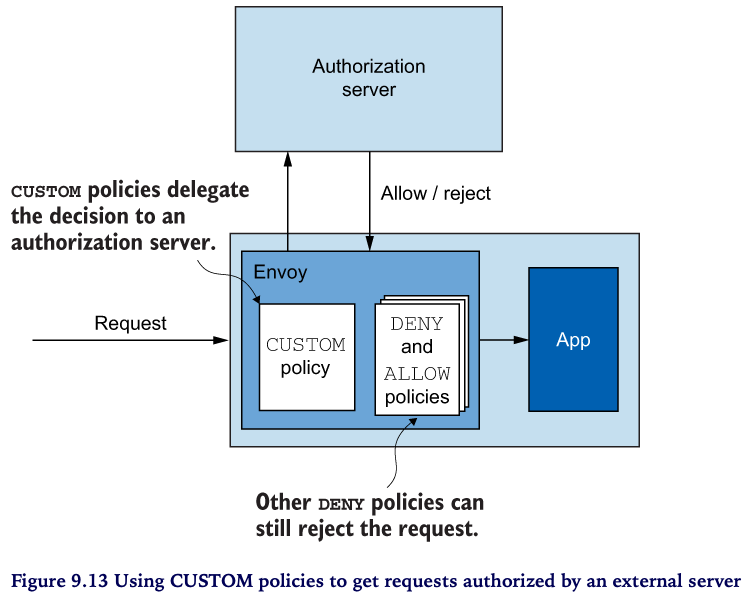 Authorization
server
CUSTOM policies delegate
the decision to an
authorization server.
Allow / reject
Envoy
Request
CUSTOM
policy
DENY
and
ALLOW
policies
App
Other DENY policies can
still reject the request.
Figure 9.13 Using CUSTOM policies to get requests authorized by an external server